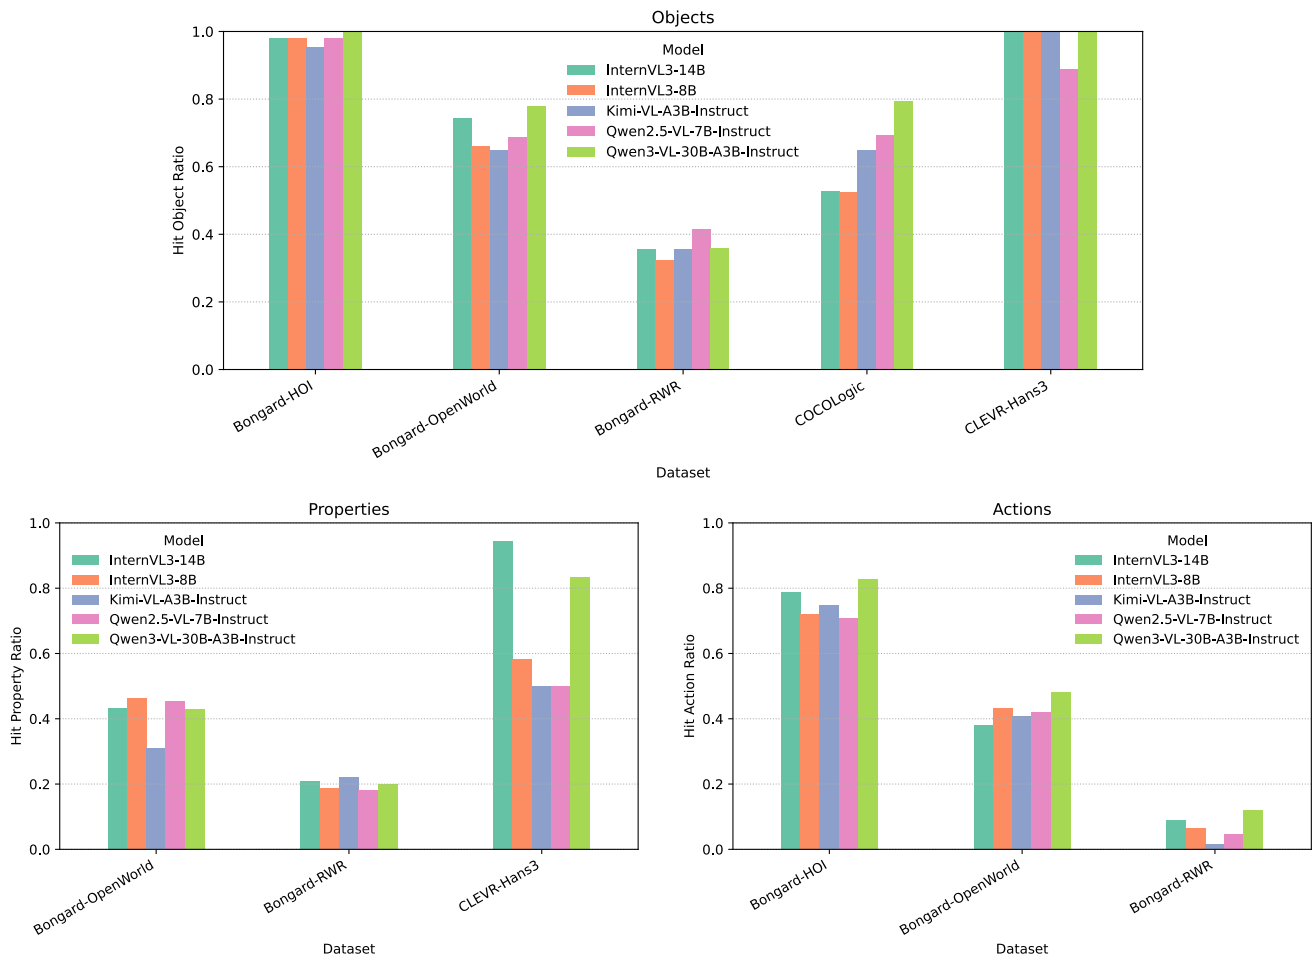 Objects
1.0
0.8
0.6
0.4
0.2
0.0
Hit Object Ratio
Model
InternVL3-14B
InternVL3-8B
Kimi-VL-A3B-Instruct
Qwen2.5-VL-7B-Instruct
Qwen3-VL-30B-A3B-Instruct
Bongard-HOI
Bongard-OpenWorld
Bongard-RWR
COCOLogic
CLEVR-Hans3
Dataset
Properties
1.0
0.8
0.6
0.4
0.2
0.0
Hit Property Ratio
Model
InternVL3-14B
InternVL3-8B
Kimi-VL-A3B-Instruct
Qwen2.5-VL-7B-Instruct
Qwen3-VL-30B-A3B-Instruct
Bongard-OpenWorld
Bongard-RWR
CLEVR-Hans3
Dataset
Actions
1.0
0.8
0.6
0.4
0.2
0.0
Hit Action Ratio
Model
InternVL3-14B
InternVL3-8B
Kimi-VL-A3B-Instruct
Qwen2.5-VL-7B-Instruct
Qwen3-VL-30B-A3B-Instruct
Bongard-HOI
Bongard-OpenWorld
Bongard-RWR
Dataset